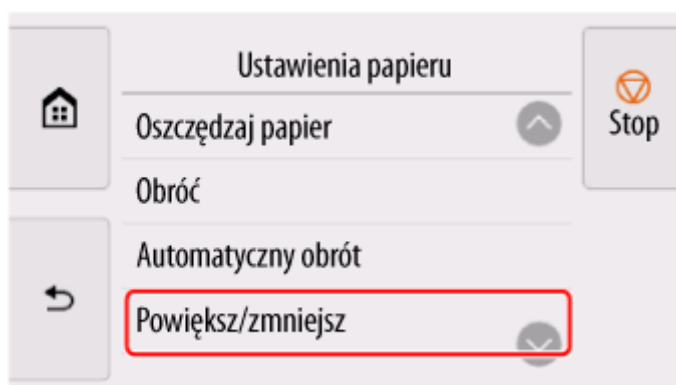 Ustawienia papieru
Oszczędzaj papier
Stop
Obróć
Automatyczny obrót
Powiększ/zmniejsz